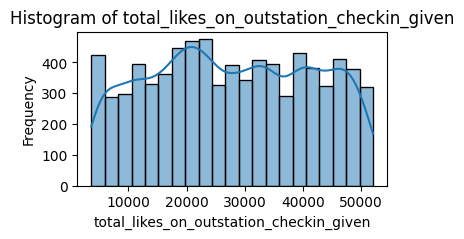 Histogram of total_likes_on_outstation_checkin_given
Frequency
400
300
200
100
0
10000 20000 30000 40000 50000
total_likes_on_outstation_checkin_given